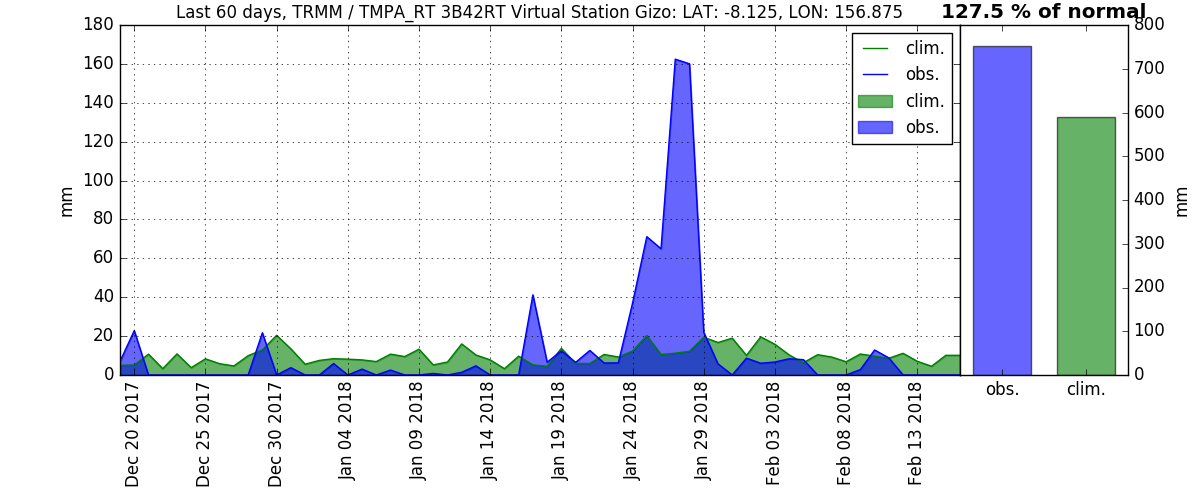 Last 60 days, TRMM / TMPA_RT 3B42RT Virtual Station Gizo: LAT: -8.125, LON: 156.875
127.5 % of normal
180
160
140
120
100
80
60
40
20
0
mm
clim.
obs.
clim.
obs.
Dec 20 2017
Dec 25 2017
Dec 30 2017
Jan 04 2018
Jan 09 2018
Jan 14 2018
Jan 19 2018
Jan 24 2018
Jan 29 2018
Feb 03 2018
Feb 08 2018
Feb 13 2018
800
700
600
500
400
300
200
100
0
mm
obs.
clim.